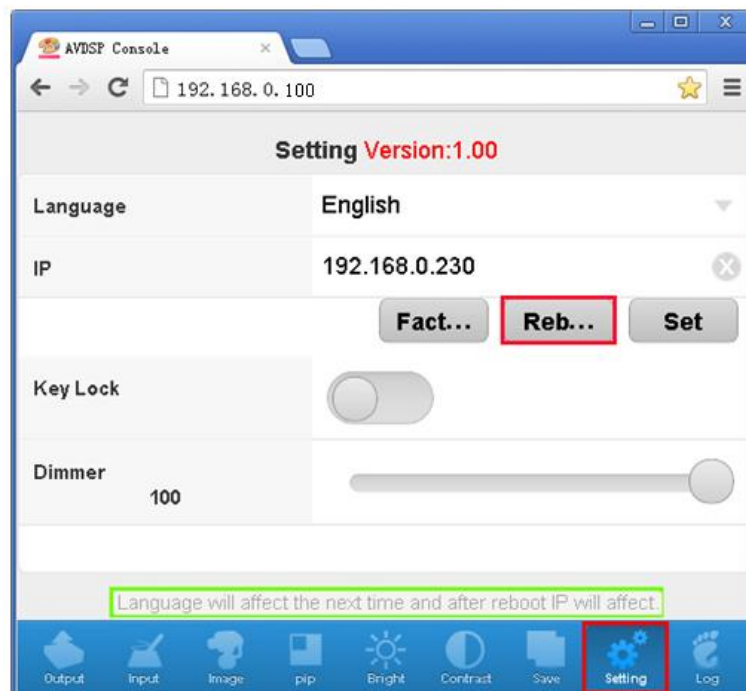 AVDSP Console
192.168.0.100
Setting Version:1.00
Language English
IP 192.168.0.230
Fact... Reb... Set
Key Lock
Dimmer
100
Language will affect the next time and after reboot IP will affect.
Output Input Image pip Bright Contrast Save Setting Log